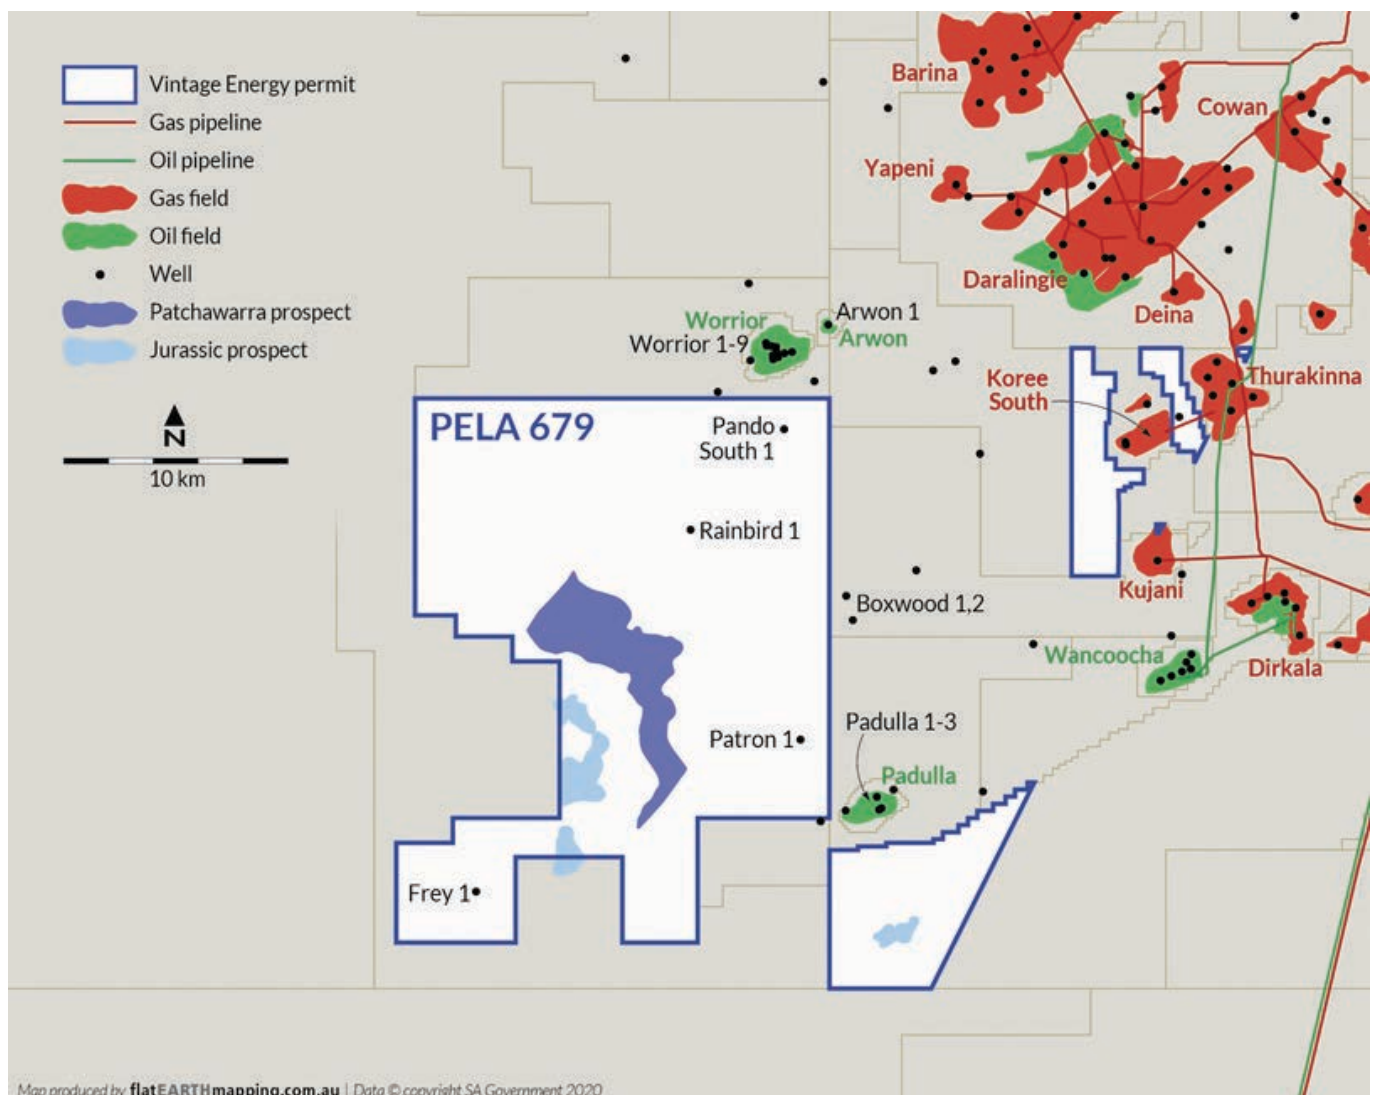 Vintage Energy permit
Gas pipeline
Oil pipeline
Gas field
Oil field
Well
Patchawarra prospect
Jurassic prospect
N
10 km
Barina
Cowan
Yapeni
Daralingie
Deina
Worrior
Worrior 1-9
Arwon 1
Arwon
Koree
South
Thurakinna
PELA 679
Pando
South 1
Rainbird 1
Kujani
Boxwood 1,2
Wancoocha
Dirkala
Padulla 1-3
Patron 1
Padulla
Frey 1
Map produced by flatEARTHmapping.com.au | Data © copyright SA Government 2020